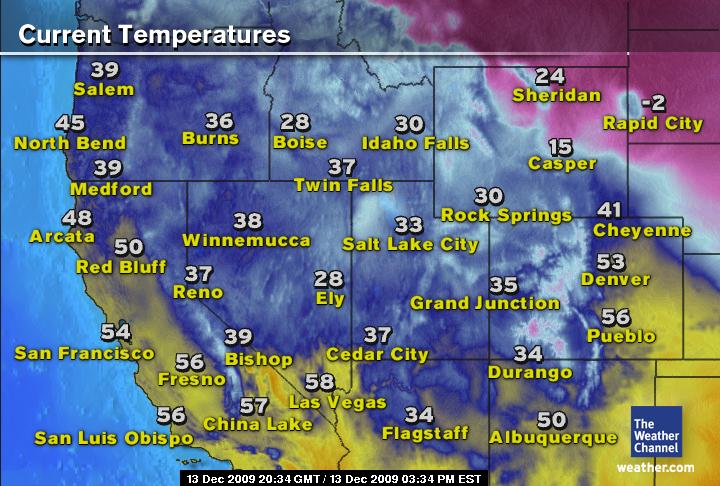 Current Temperatures
39
Salem
24
Sheridan
-2
Rapid City
45
North Bend
36
Burns
28
Boise
30
Idaho Falls
15
Casper
39
Medford
37
Twin Falls
30
Rock Springs
41
Cheyenne
48
Arcata
50
Red Bluff
38
Winnemucca
33
Salt Lake City
37
Reno
28
Ely
35
Grand Junction
53
Denver
54
San Francisco
39
Bishop
37
Cedar City
56
Pueblo
56
Fresno
34
Durango
58
Las Vegas
56
San Luis Obispo
57
China Lake
34
Flagstaff
50
Albuquerque
The
Weather
Channel
weather.com
13 Dec 2009 20:34 GMT / 13 Dec 2009 03:34 PM EST